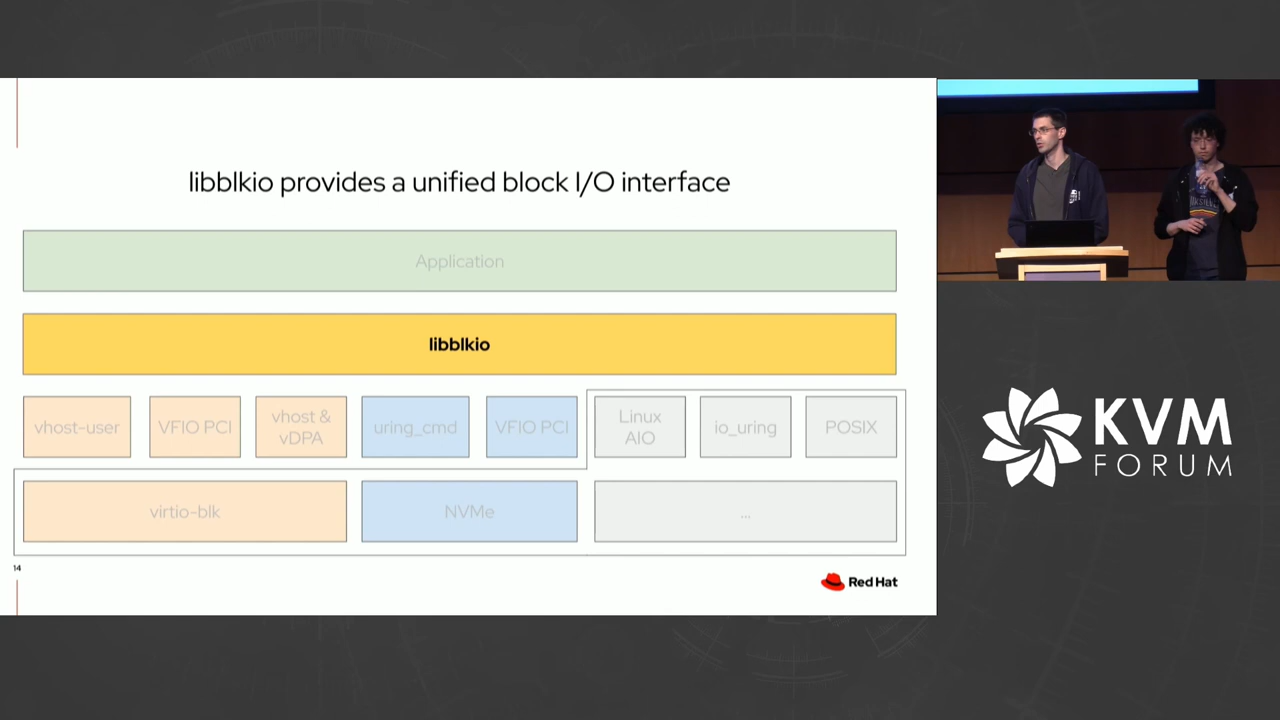 libblkio provides a unified block I/O interface
Application
libblkio
vhost-user
VFIO PCI
vhost &
vDPA
uring_cmd
VFIO PCI
Linux
AIO
io_uring
POSIX
virtio-blk
NVMe
...
14
Red Hat
KVM
FORUM